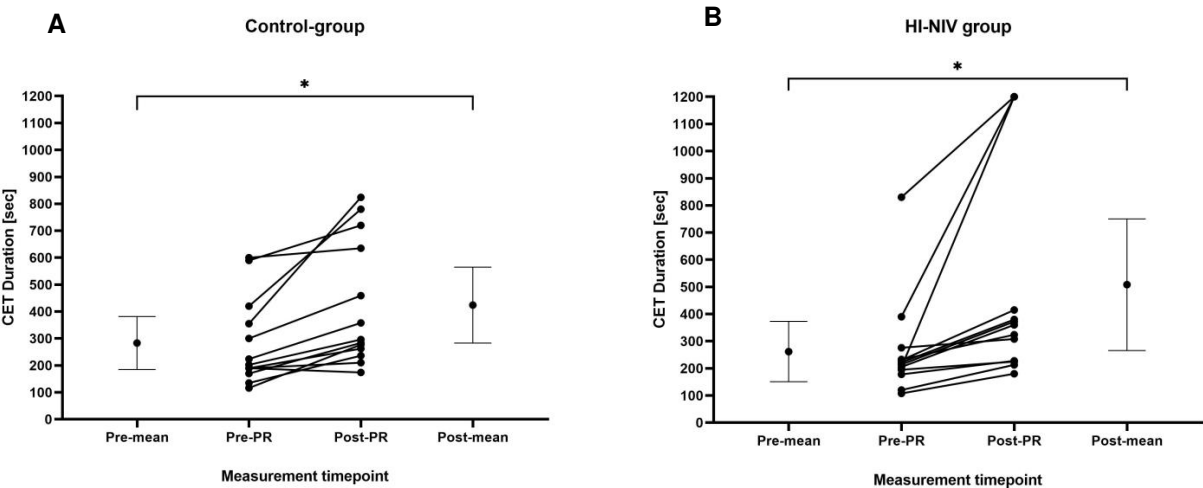 A
Control-group
*
CET Duration [sec]
1200
1100
1000
900
800
700
600
500
400
300
200
100
0
Pre-mean Pre-PR Post-PR Post-mean
Measurement timepoint
B
HI-NIV group
*
CET Duration [sec]
1200
1100
1000
900
800
700
600
500
400
300
200
100
0
Pre-mean Pre-PR Post-PR Post-mean
Measurement timepoint